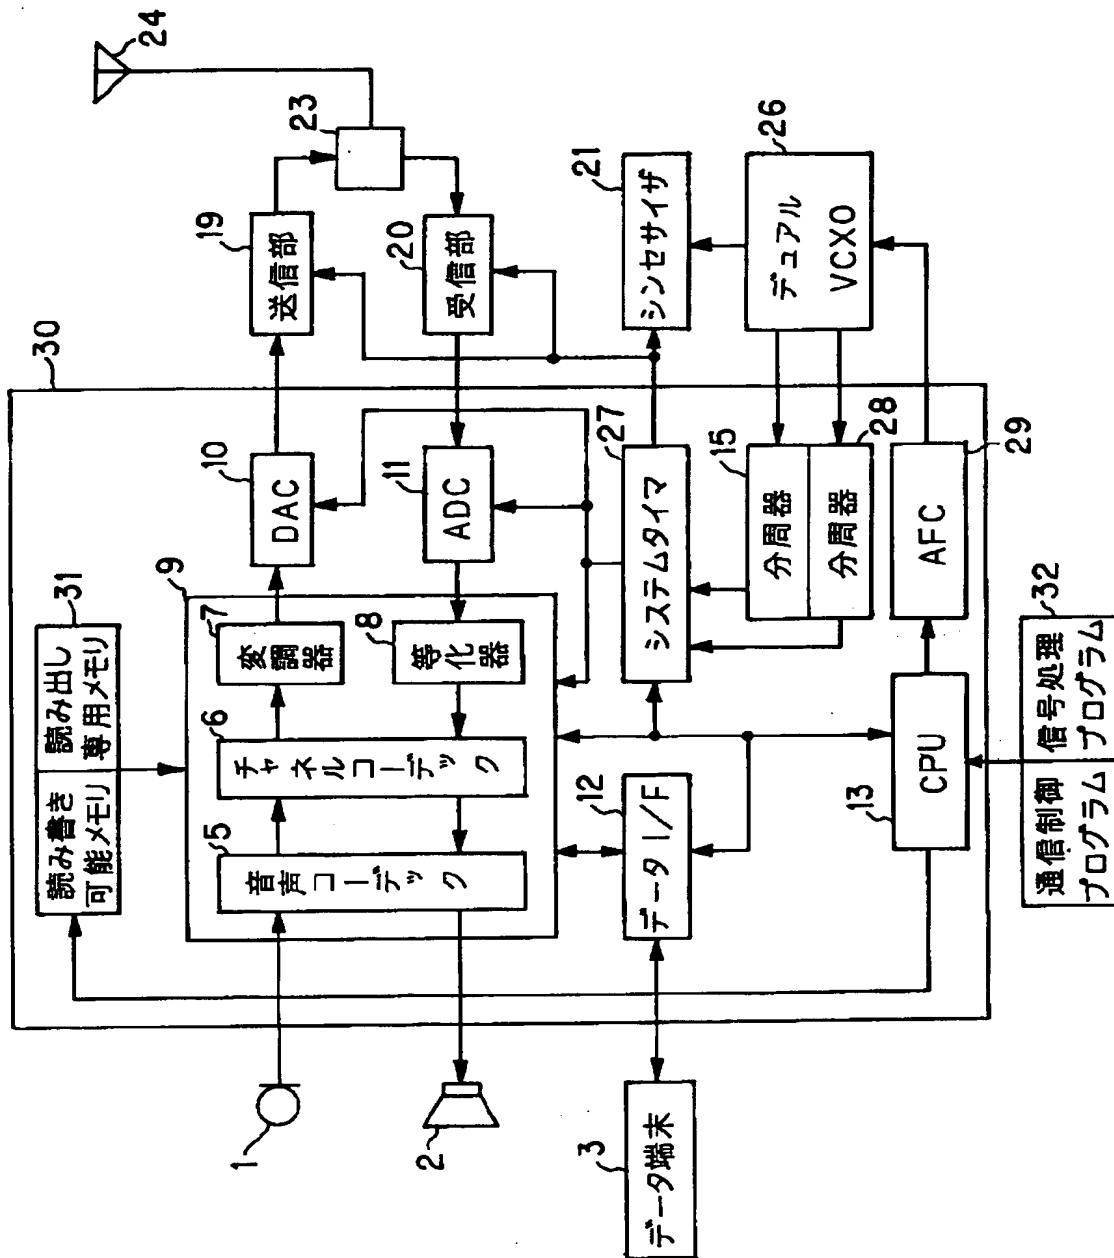 30
24
23
19
送信部
20
受信部
10
DAC
11
ADC
9
7
変調器
8
等化器
6
チャネルコーデック
5
音声コーデック
31
読み書き
可能メモリ
読み出し
専用メモリ
1
2
21
シンセサイザ
26
デュアル
VCXO
27
システムタイマ
15
分周器
28
分周器
29
AFC
12
データI/F
13
CPU
32
通信制御
プログラム
信号処理
プログラム
3
データ端末